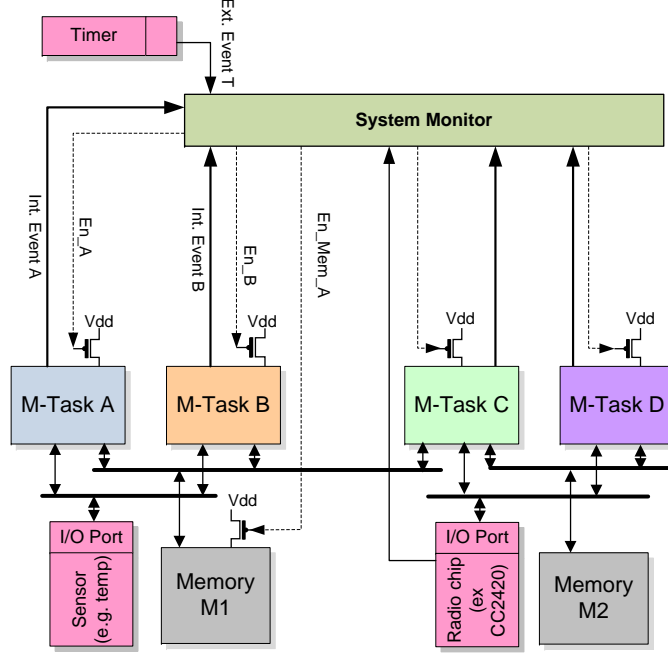 Timer
Ext. Event T
System Monitor
Int. Event A
En_A
Int. Event B
En_B
En_Mem_A
Vdd
Vdd
Vdd
Vdd
M-Task A
M-Task B
M-Task C
M-Task D
Vdd
I/O Port
Sensor
(e.g. temp)
Memory
M1
I/O Port
Radio chip
(ex
CC2420)
Memory
M2